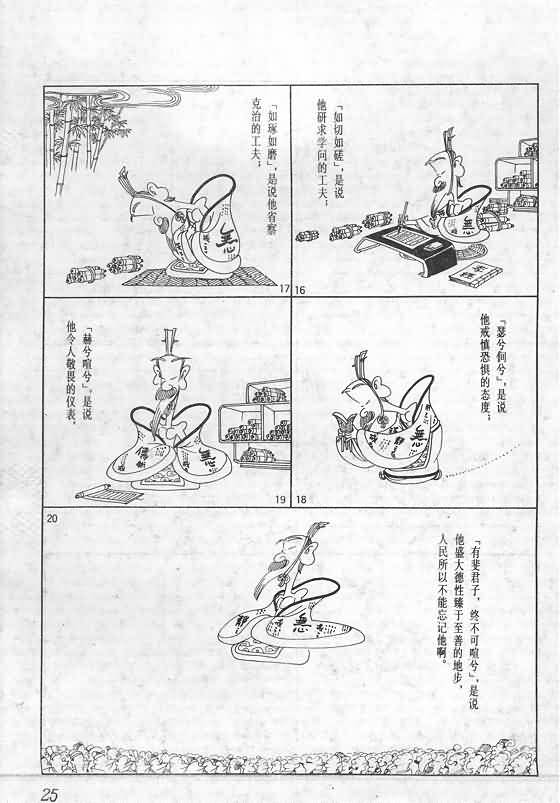 「如切如磋」，是说
他研求学问的工夫；
16
「如琢如磨」，是说他省察
克治的工夫；
17
「瑟兮僩兮」，是说
他戒慎恐惧的态度；
18
「赫兮喧兮」，是说
他令人敬畏的仪表。
19
20
「有斐君子，终不可喧兮」，是说
他盛大德性臻于至善的地步，
人民所以不能忘记他啊。
25